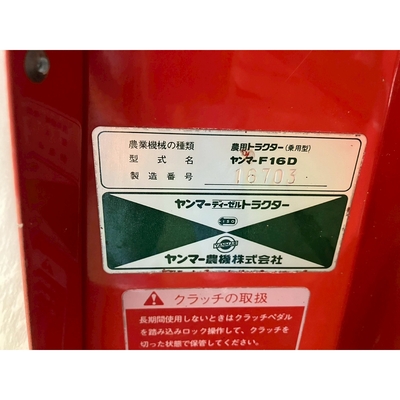 農業機械の種類 農用トラクター(乗用型)
型式名 ヤンマーF16D
製造番号 16703
ヤンマーディーゼルトラクター
ヤンマー農機株式会社
クラッチの取扱
長期間使用しないときはクラッチペダル
を踏み込みロック操作して、クラッチを
切った状態で保管してください。